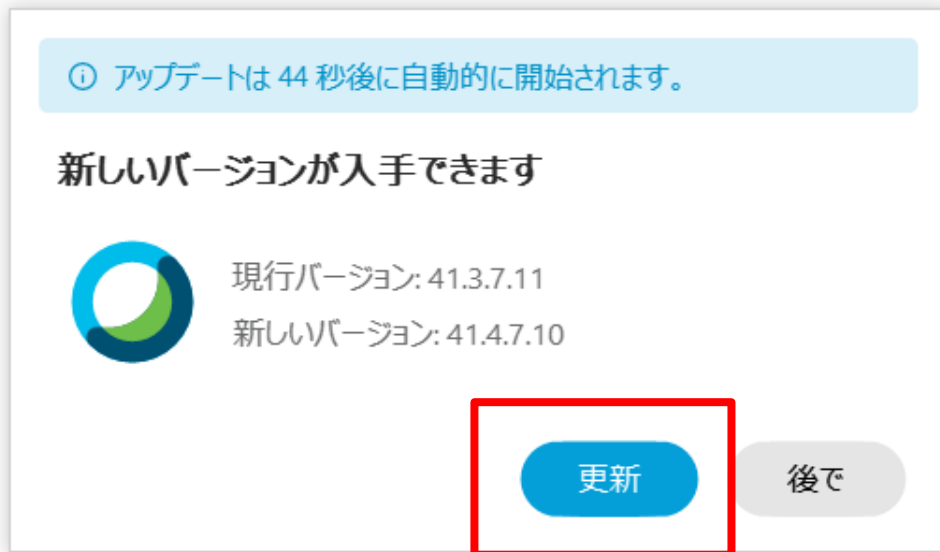 アップデートは 44 秒後に自動的に開始されます。
新しいバージョンが入手できます
現行バージョン: 41.3.7.11
新しいバージョン: 41.4.7.10
更新 後で